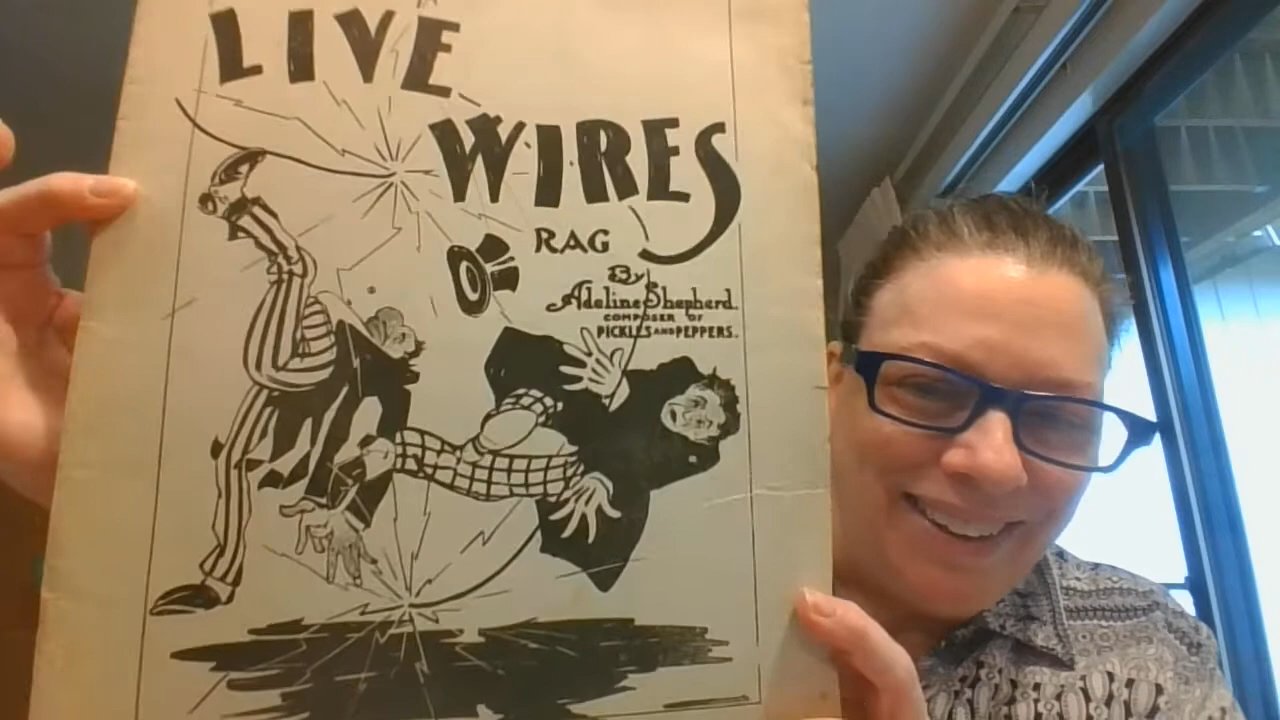 LIVE
WIRES
RAG
By
Adeline Shepherd.
COMPOSER OF
PICKLES AND PEPPERS.